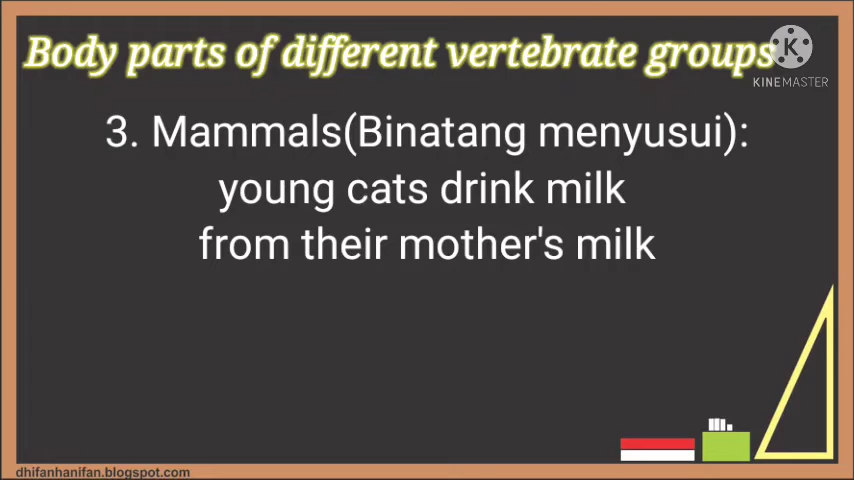 Body parts of different vertebrate groups
K
KINEMASTER
3. Mammals(Binatang menyusui):
young cats drink milk
from their mother's milk
dhifanhanifan.blogspot.com